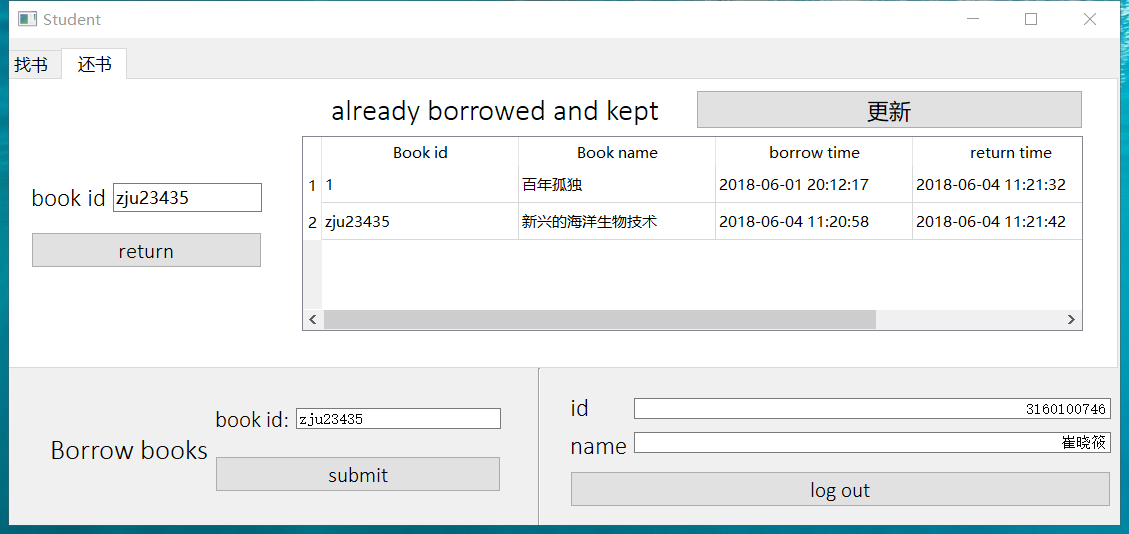 Student
找书 还书
already borrowed and kept 更新
Book id Book name borrow time return time
1 1 百年孤独 2018-06-01 20:12:17 2018-06-04 11:21:32
2 zju23435 新兴的海洋生物技术 2018-06-04 11:20:58 2018-06-04 11:21:42
book id zju23435
return
Borrow books
book id: zju23435
submit
id 3160100746
name 崔晓筱
log out